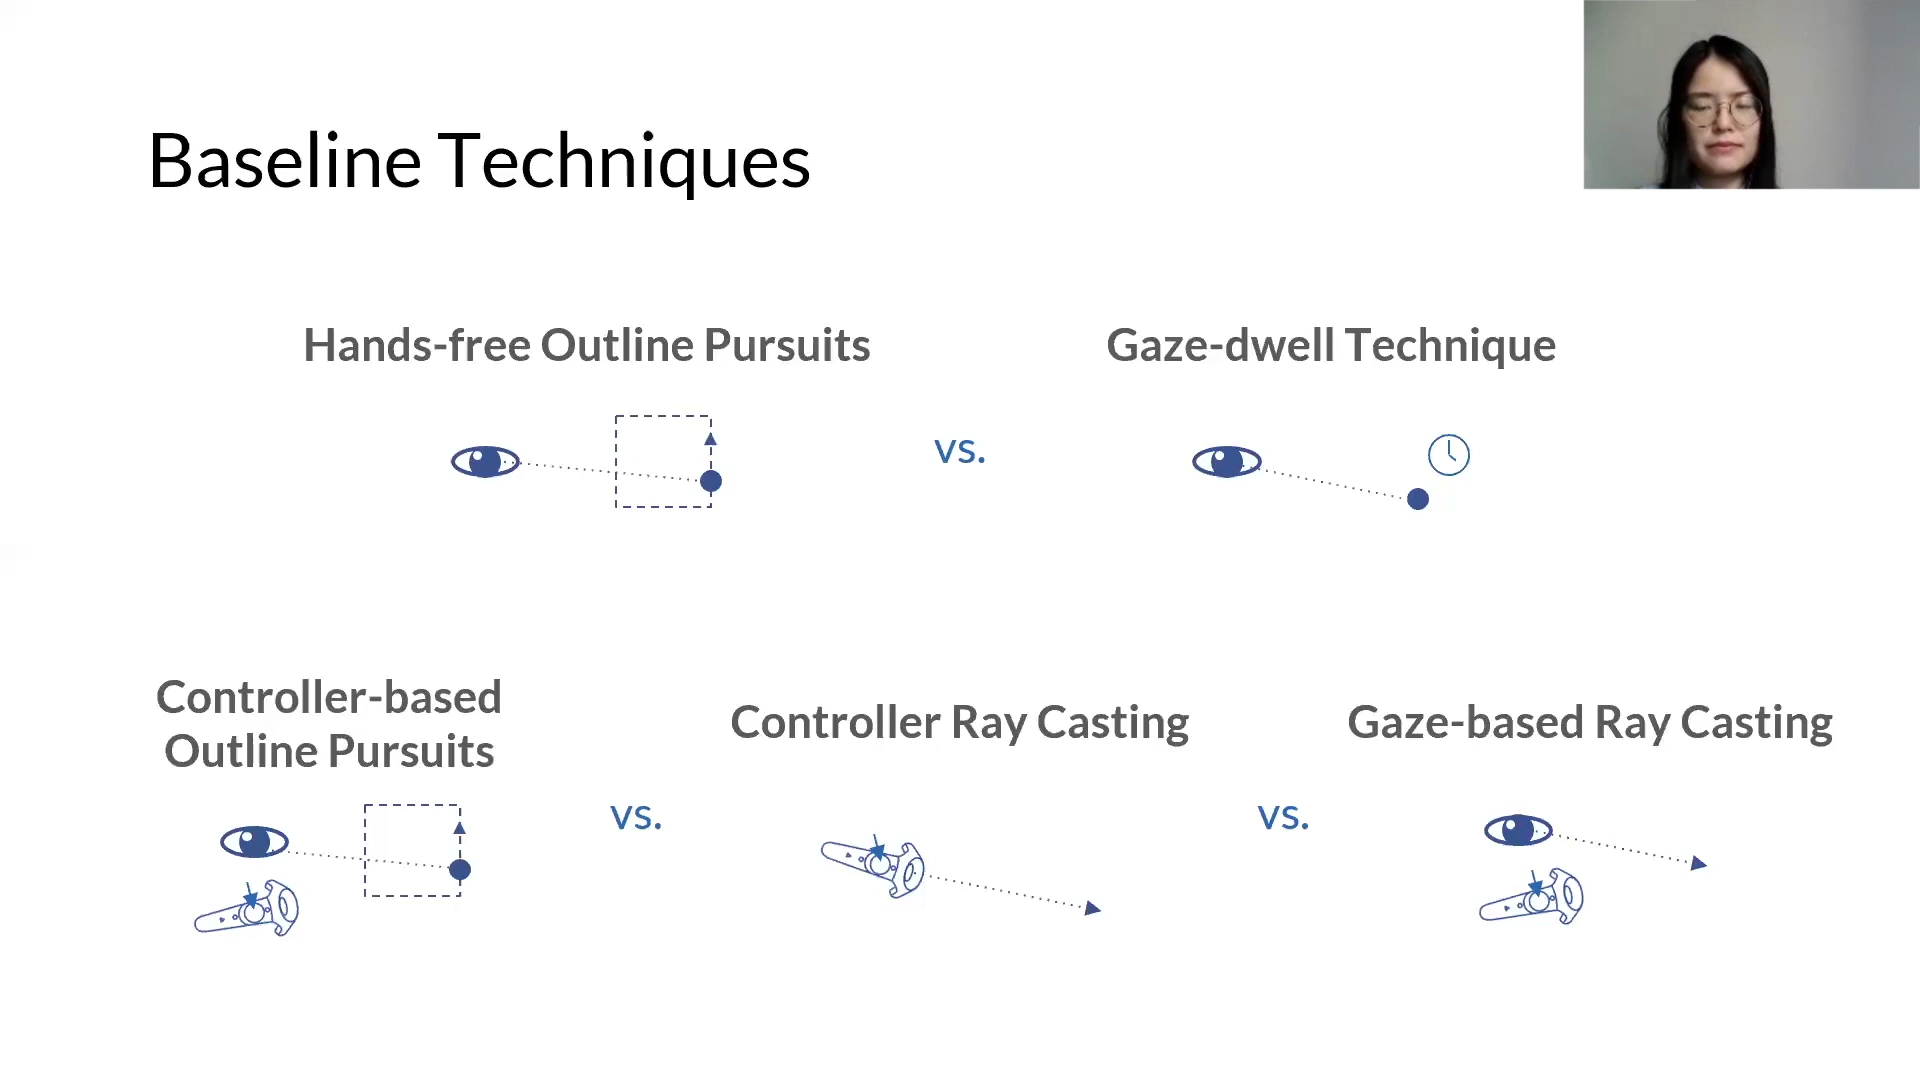 Baseline Techniques
Hands-free Outline Pursuits
vs.
Gaze-dwell Technique
Controller-based
Outline Pursuits
vs.
Controller Ray Casting
vs.
Gaze-based Ray Casting